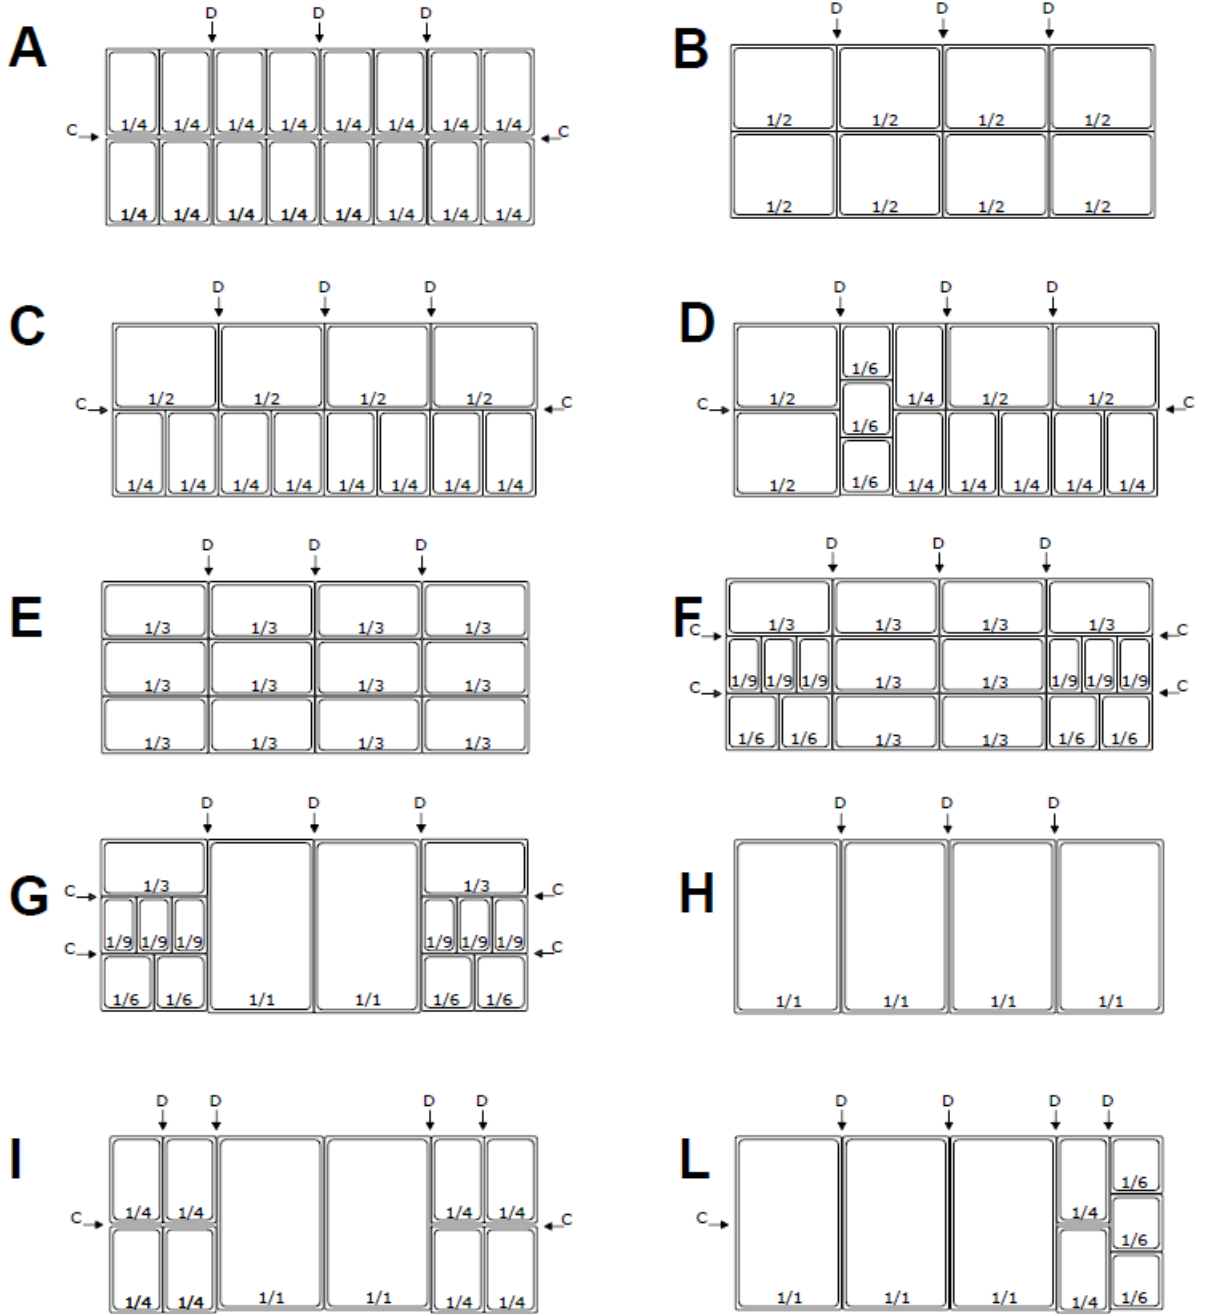 D D D
A
1/4 1/4 1/4 1/4 1/4 1/4 1/4 1/4
C C
1/4 1/4 1/4 1/4 1/4 1/4 1/4 1/4
D D D
B
1/2 1/2 1/2 1/2
1/2 1/2 1/2 1/2
D D D
C
1/2 1/2 1/2 1/2
C C
1/4 1/4 1/4 1/4 1/4 1/4 1/4 1/4
D D D
D
1/6
1/2 1/4 1/2 1/2
C C
1/6
1/2 1/6 1/4 1/4 1/4 1/4 1/4
D D D
E
1/3 1/3 1/3 1/3
1/3 1/3 1/3 1/3
1/3 1/3 1/3 1/3
D D D
F
1/3 1/3 1/3 1/3
C C
1/9 1/9 1/9 1/3 1/3 1/9 1/9 1/9
C C
1/6 1/6 1/3 1/3 1/6 1/6
D D D
G
1/3 1/3
C C
1/9 1/9 1/9 1/9 1/9 1/9
C C
1/6 1/6 1/1 1/1 1/6 1/6
D D D
H
1/1 1/1 1/1 1/1
D D D D
I
1/4 1/4 1/4 1/4
C C
1/4 1/4 1/1 1/1 1/4 1/4
D D D D
L
1/6
1/4
C
1/6
1/1 1/1 1/1 1/4 1/6